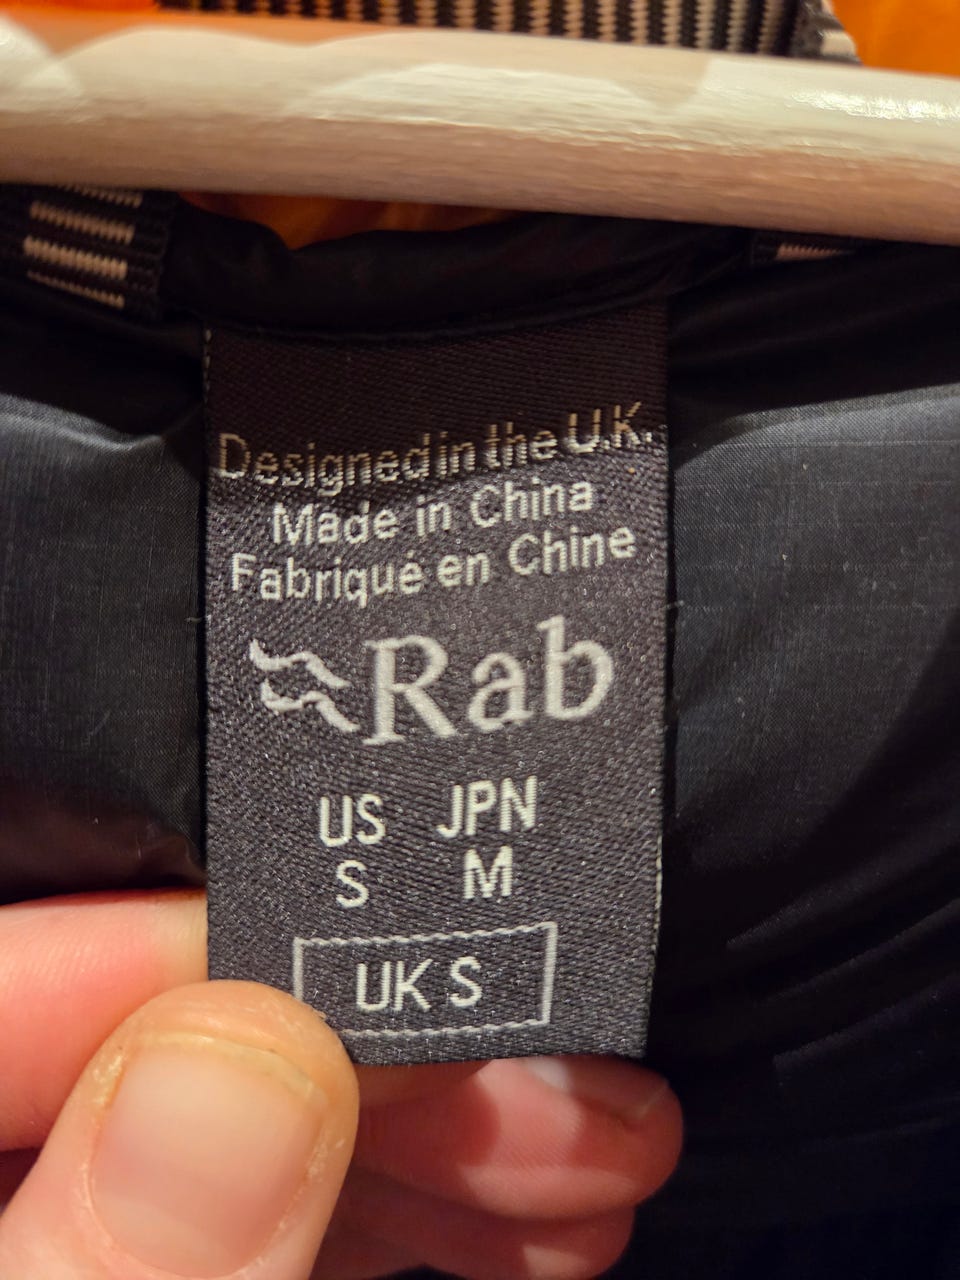 Designed in the U.K.
Made in China
Fabriqué en Chine
Rab
US JPN
S M
UK S